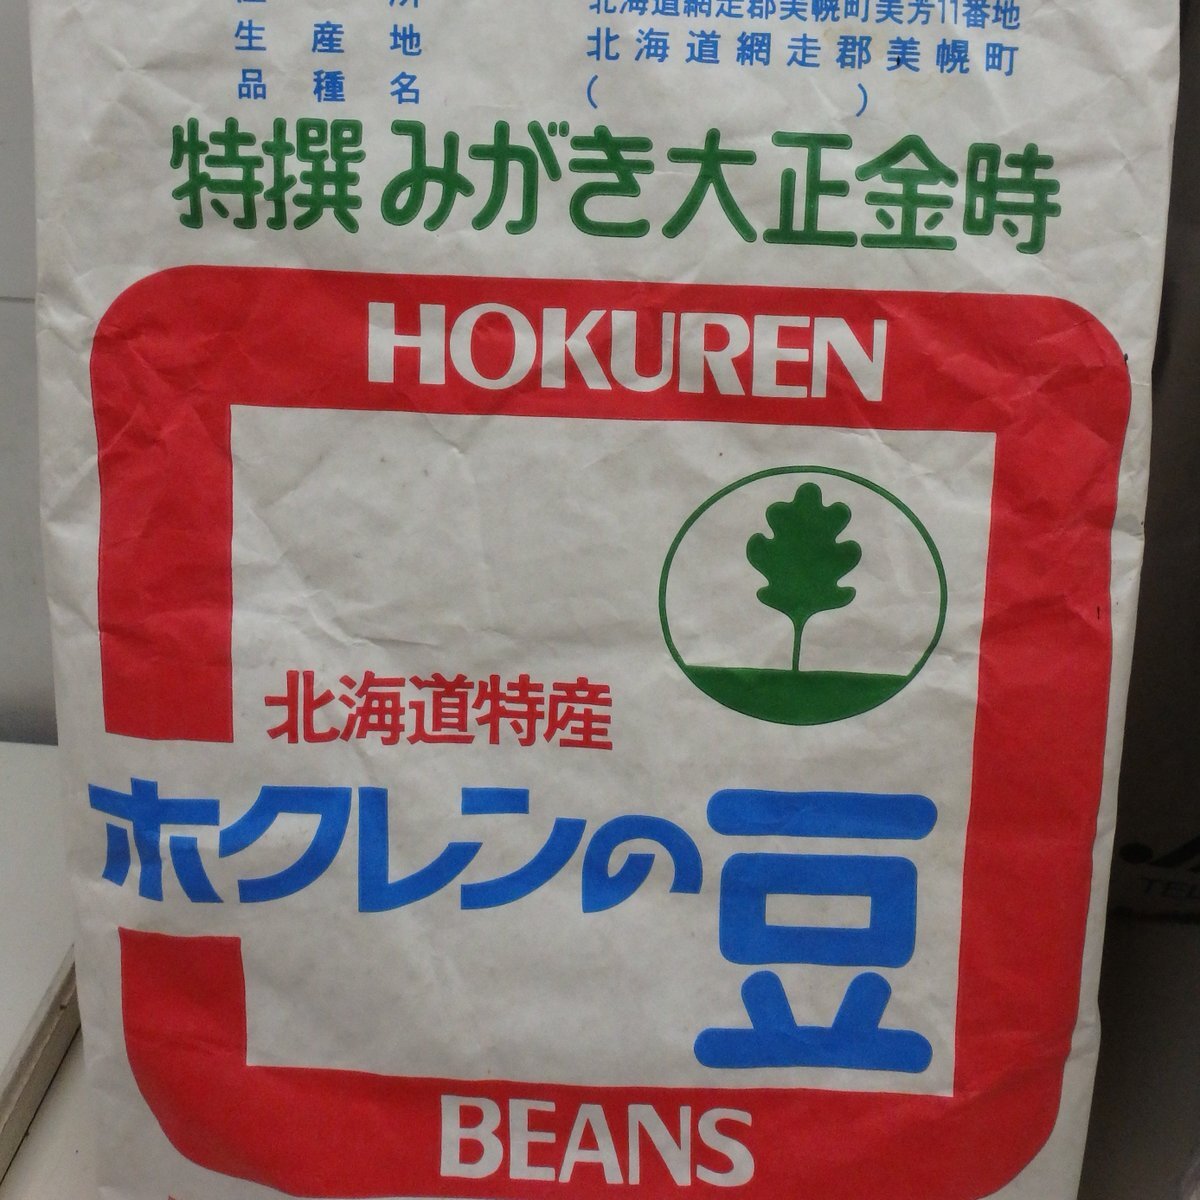 住 所 北海道網走郡美幌町美芳11番地
生 産 地 北海道網走郡美幌町
品 種 名 ( )
特撰 みがき大正金時
HOKUREN
北海道特産
ホクレンの豆
BEANS